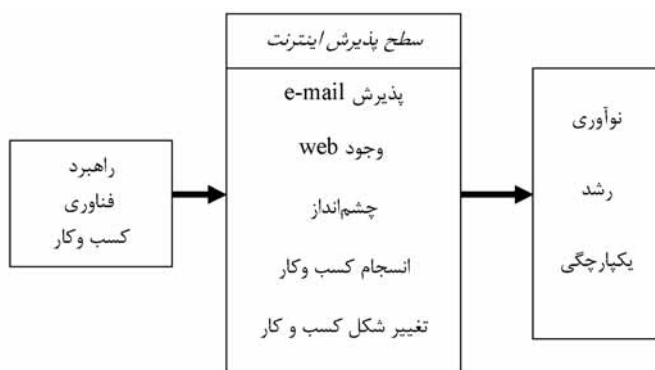 سطح پذیرش اینترنت
پذیرش e-mail
وجود web
چشم‌انداز
انسجام کسب وکار
تغییر شکل کسب و کار
راهبرد
فناوری
کسب وکار
نوآوری
رشد
یکپارچگی